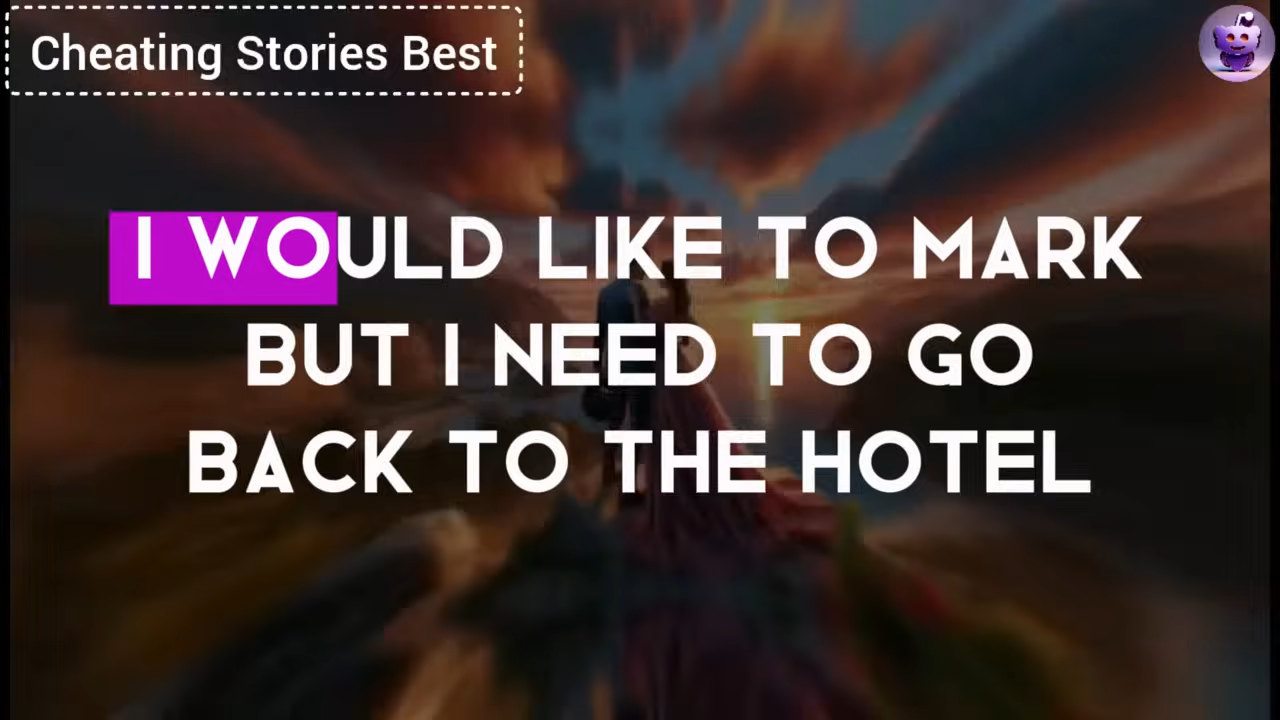 Cheating Stories Best
I WOULD LIKE TO MARK
BUT I NEED TO GO
BACK TO THE HOTEL